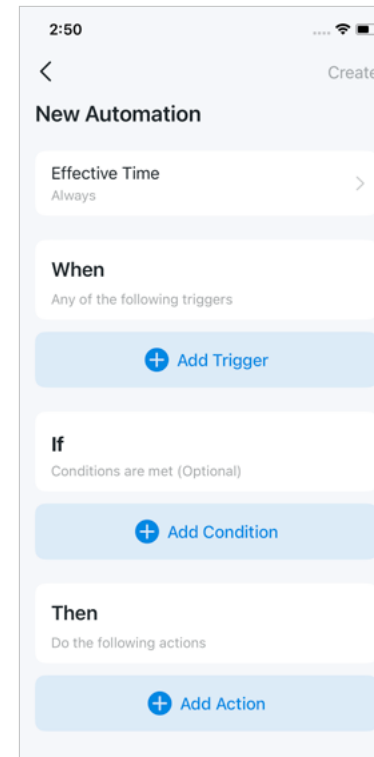 2:50
Create
New Automation
Effective Time
Always
When
Any of the following triggers
Add Trigger
If
Conditions are met (Optional)
Add Condition
Then
Do the following actions
Add Action